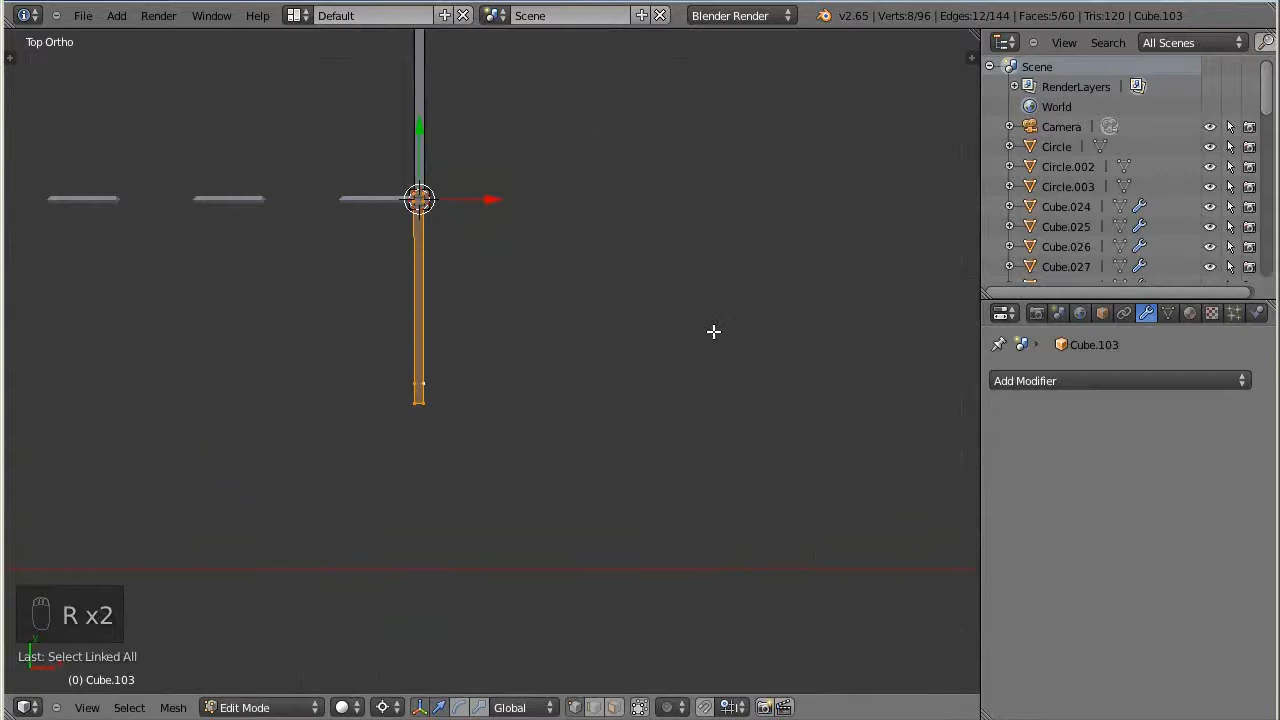 File Add Render Window Help Default Scene Blender Render v2.65 | Verts:8/96 | Edges:12/144 | Faces:5/60 | Tris:120 | Cube.103
Top Ortho
View Search All Scenes
Scene
RenderLayers
World
Camera
Circle
Circle.002
Circle.003
Cube.024
Cube.025
Cube.026
Cube.027
Cube.103
Add Modifier
R x2
y
Last: Select Linked All
(0) Cube.103
View Select Mesh Edit Mode Global